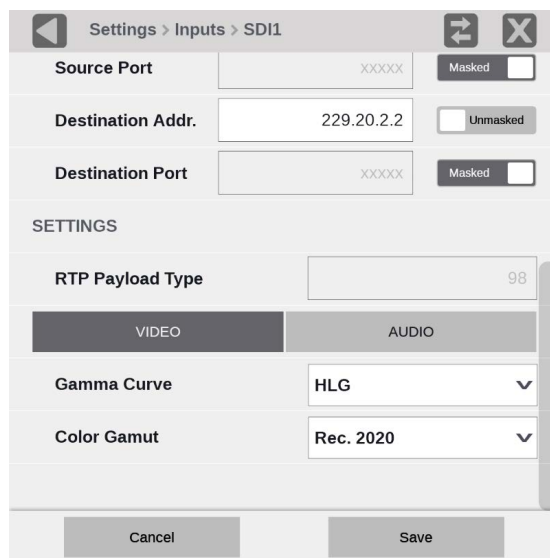 Settings > Inputs > SDI1
Source Port xxxxx Masked
Destination Addr. 229.20.2.2 Unmasked
Destination Port xxxxx Masked
SETTINGS
RTP Payload Type 98
VIDEO AUDIO
Gamma Curve HLG
Color Gamut Rec. 2020
Cancel Save